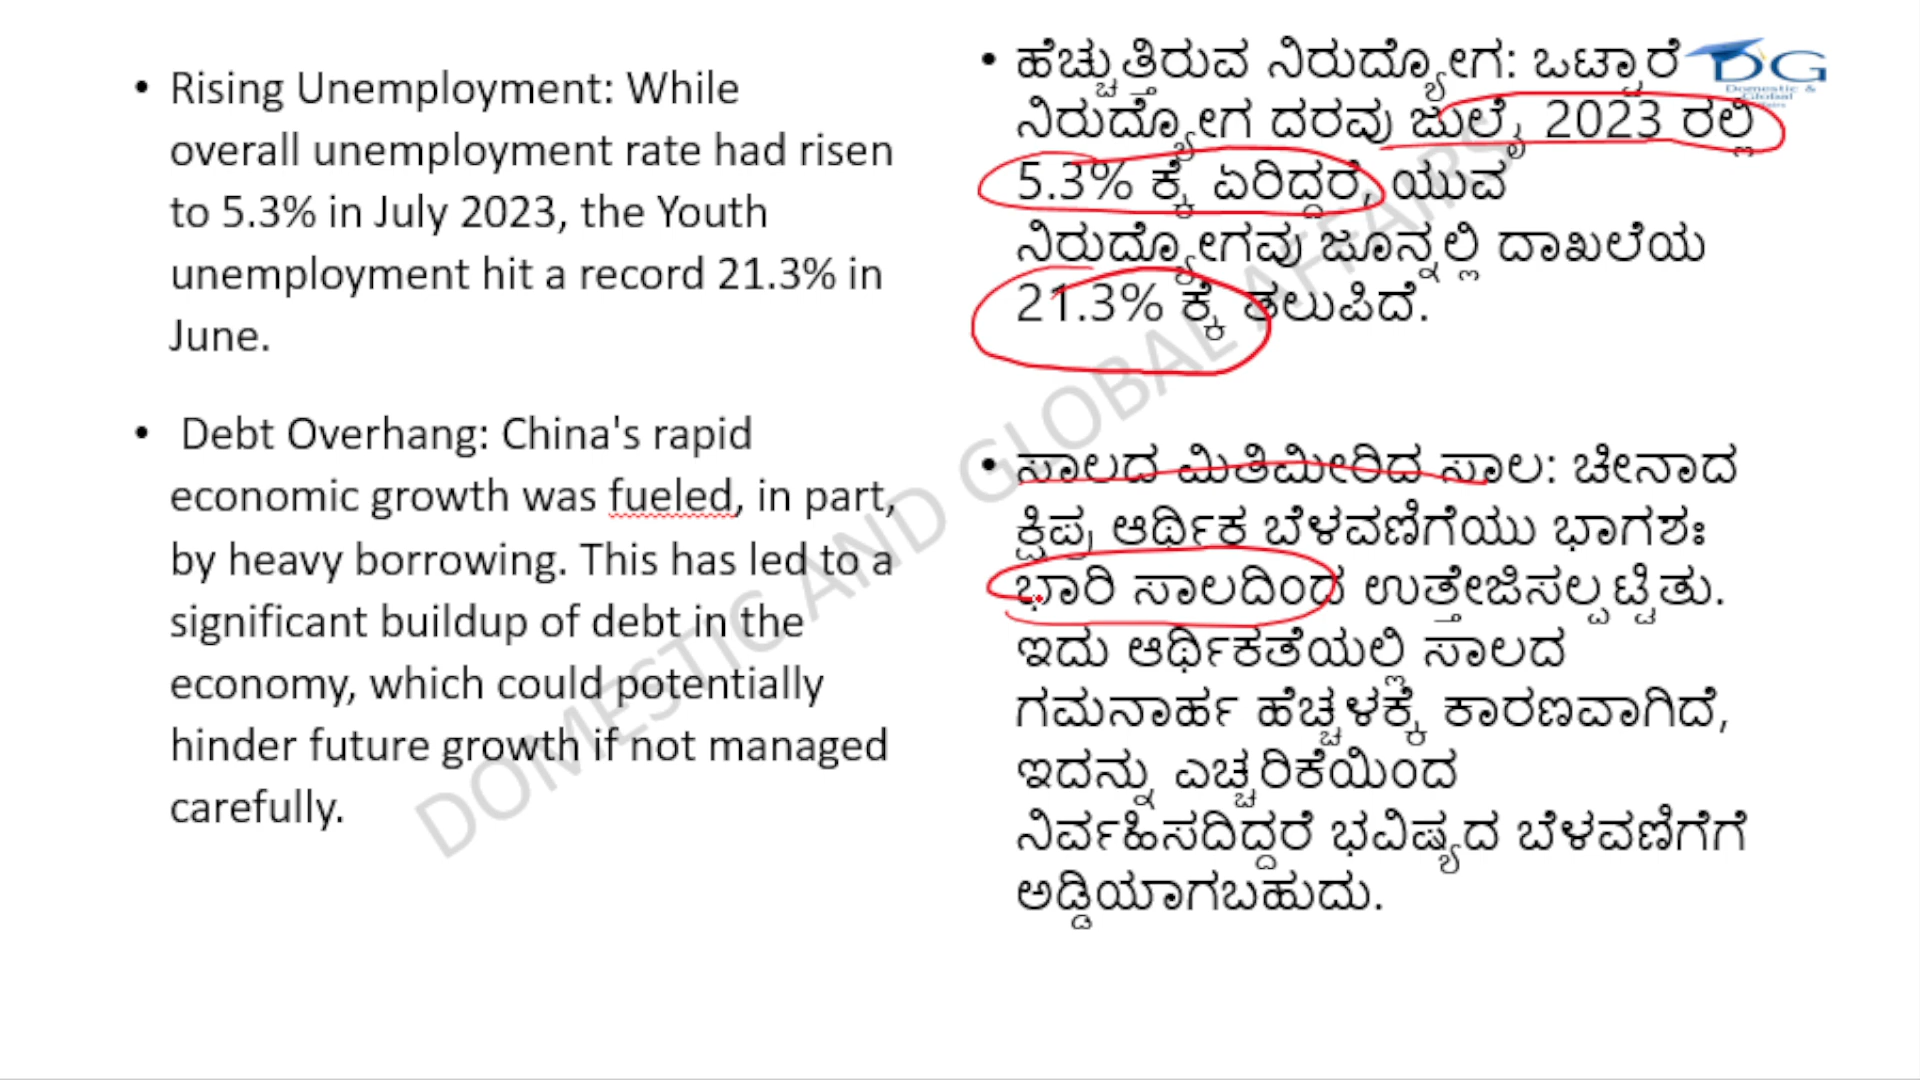 • Rising Unemployment: While
overall unemployment rate had risen
to 5.3% in July 2023, the Youth
unemployment hit a record 21.3% in
June.
• Debt Overhang: China's rapid
economic growth was fueled, in part,
by heavy borrowing. This has led to a
significant buildup of debt in the
economy, which could potentially
hinder future growth if not managed
carefully.
• ಹೆಚ್ಚುತ್ತಿರುವ ನಿರುದ್ಯೋಗ: ಒಟ್ಟಾರೆ
ನಿರುದ್ಯೋಗ ದರವು ಜುಲೈ 2023 ರಲ್ಲಿ
5.3% ಕ್ಕೆ ಏರಿದ್ದರೆ, ಯುವ
ನಿರುದ್ಯೋಗವು ಜೂನ್ನಲ್ಲಿ ದಾಖಲೆಯ
21.3% ಕ್ಕೆ ತಲುಪಿದೆ.
• ಸಾಲದ ಮಿತಿಮೀರಿದ ಸಾಲ: ಚೀನಾದ
ಕ್ಷಿಪ್ರ ಆರ್ಥಿಕ ಬೆಳವಣಿಗೆಯು ಭಾಗಶಃ
ಭಾರಿ ಸಾಲದಿಂದ ಉತ್ತೇಜಿಸಲ್ಪಟ್ಟಿತು.
ಇದು ಆರ್ಥಿಕತೆಯಲ್ಲಿ ಸಾಲದ
ಗಮನಾರ್ಹ ಹೆಚ್ಚಳಕ್ಕೆ ಕಾರಣವಾಗಿದೆ,
ಇದನ್ನು ಎಚ್ಚರಿಕೆಯಿಂದ
ನಿರ್ವಹಿಸದಿದ್ದರೆ ಭವಿಷ್ಯದ ಬೆಳವಣಿಗೆಗೆ
ಅಡ್ಡಿಯಾಗಬಹುದು.
DG
Domestic &
Global
DOMESTIC AND GLOBAL AFFAIRS